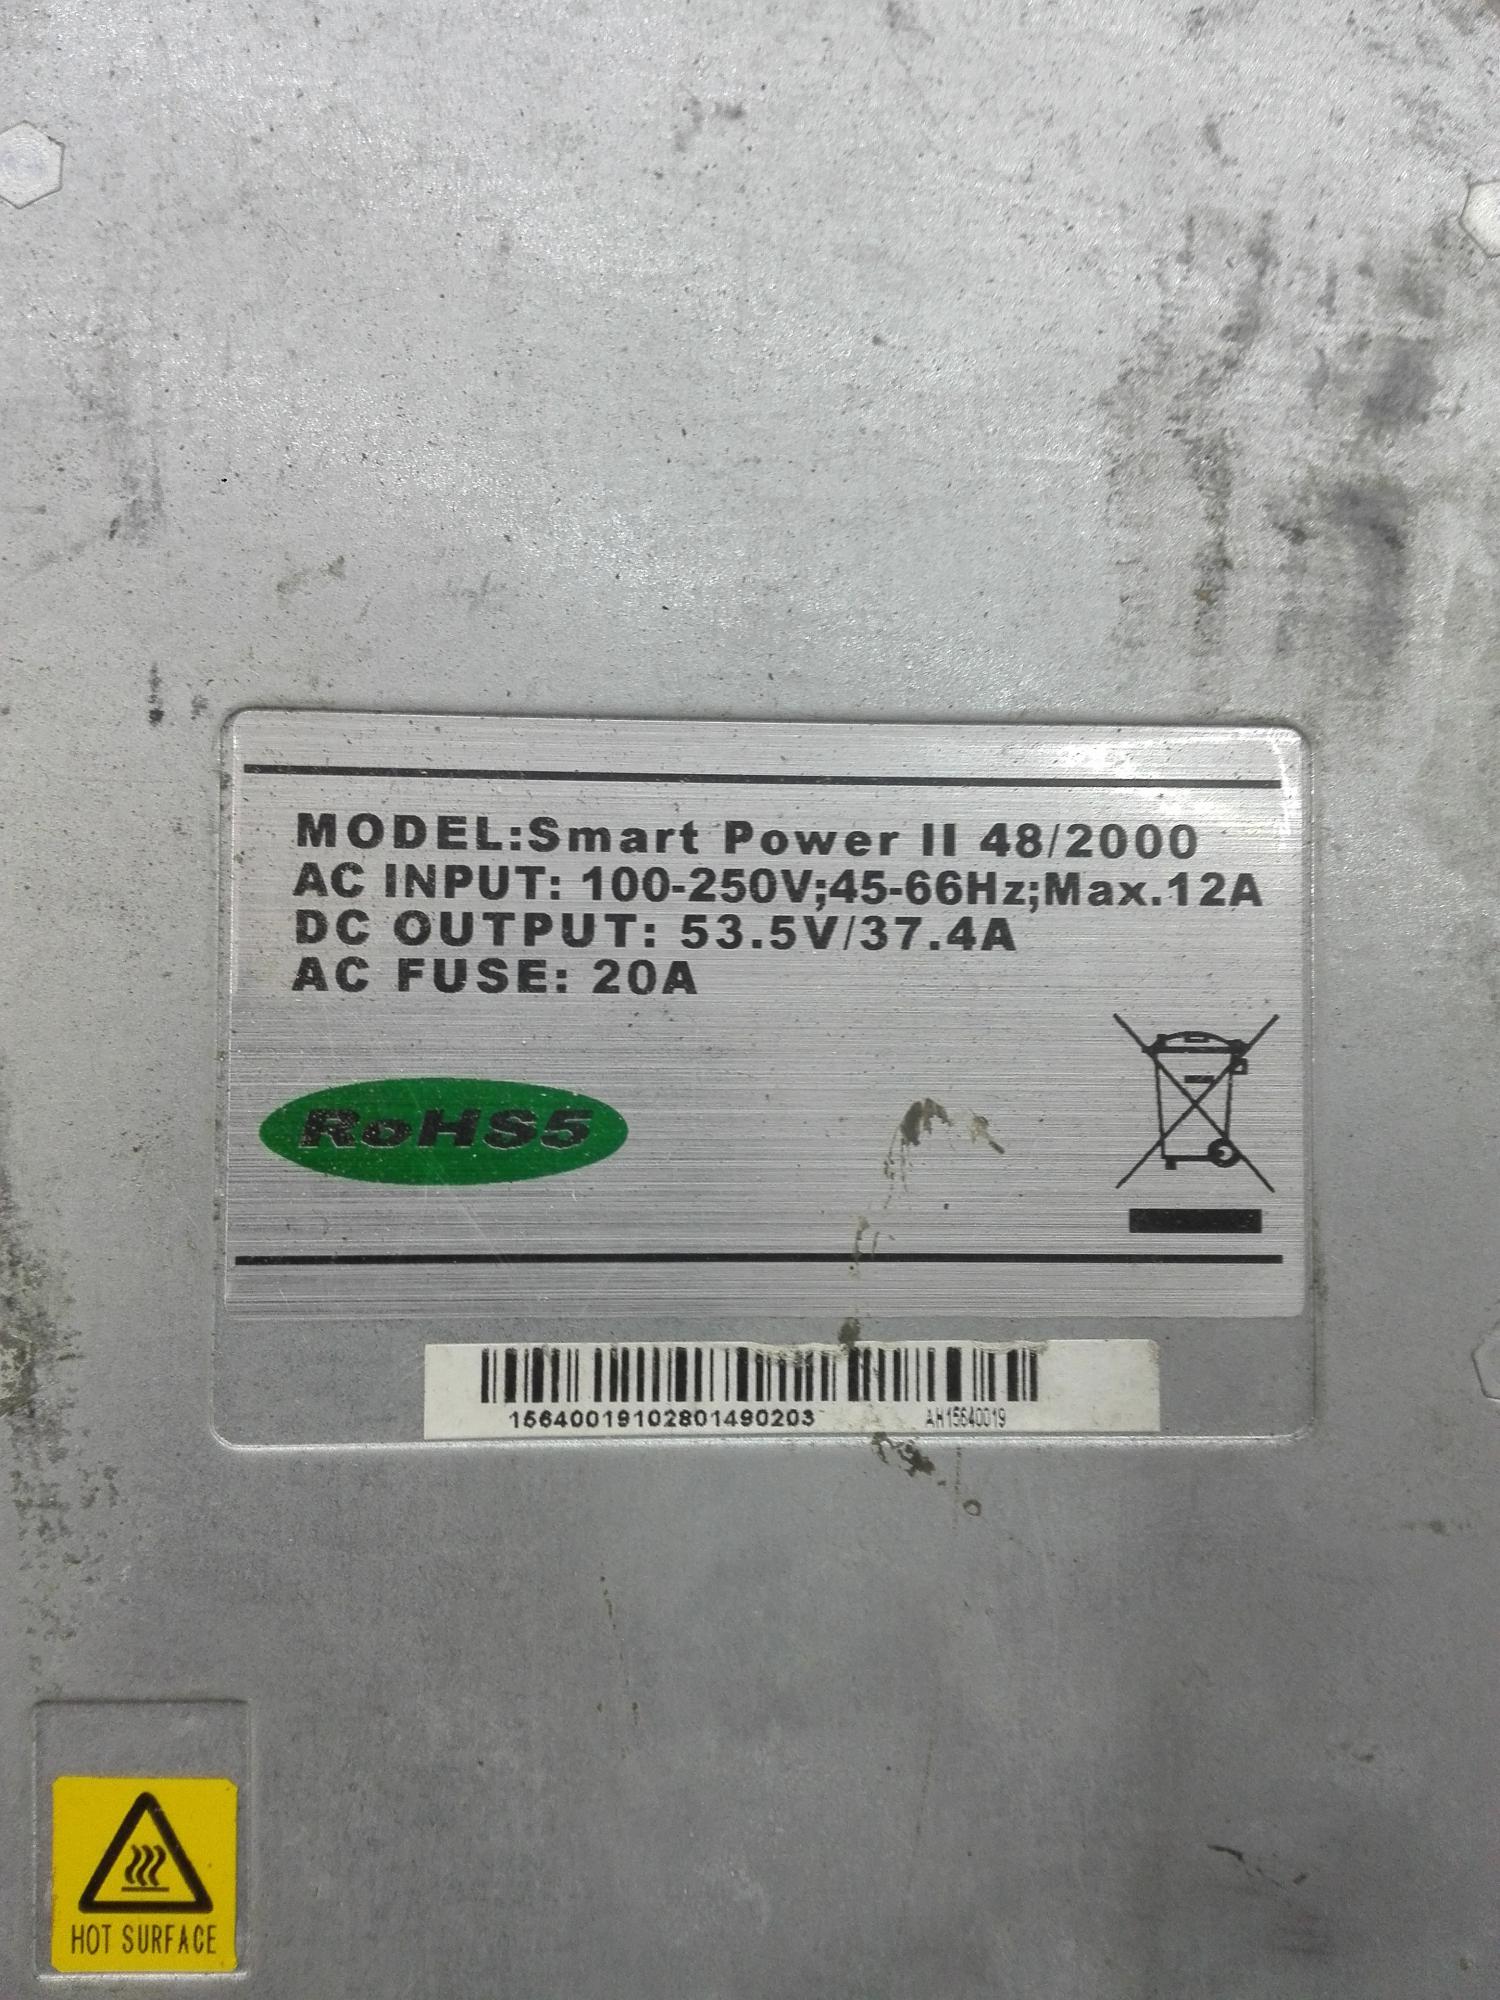 MODEL:Smart Power II 48/2000
AC INPUT: 100-250V;45-66Hz;Max.12A
DC OUTPUT: 53.5V/37.4A
AC FUSE: 20A
RoHS5
15640019102801490203 AH15640019
HOT SURFACE